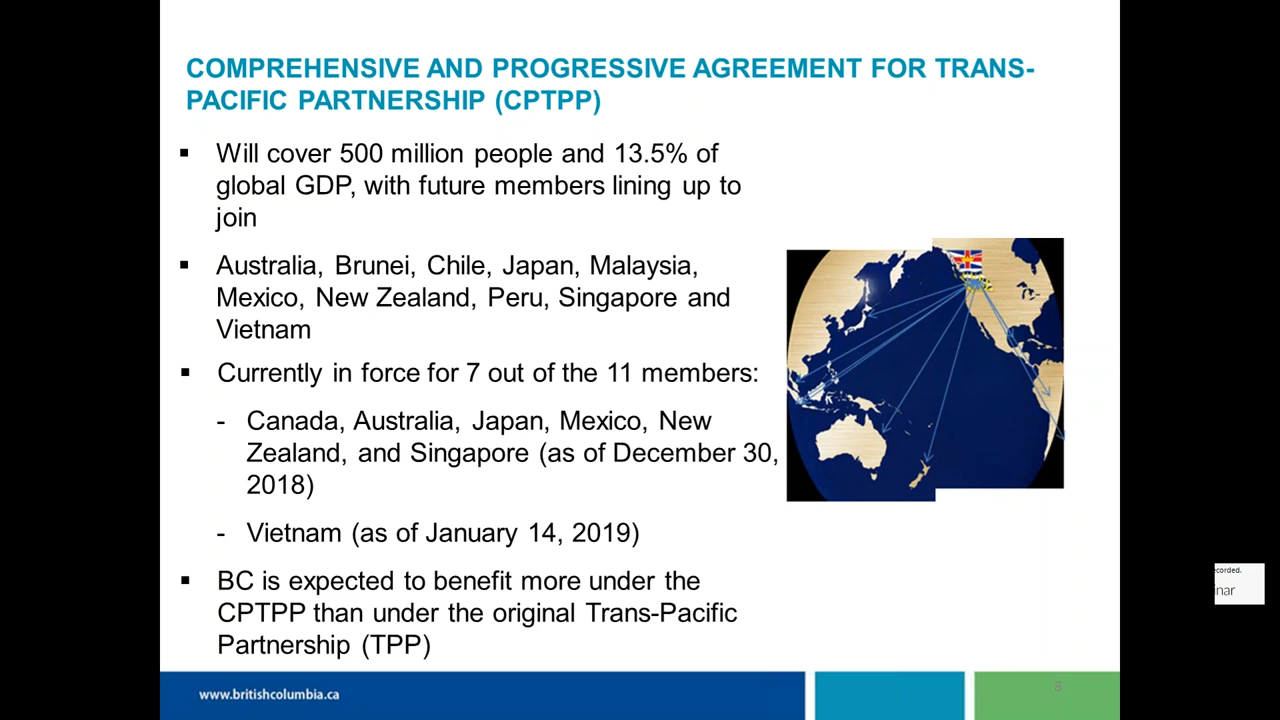 COMPREHENSIVE AND PROGRESSIVE AGREEMENT FOR TRANS-
PACIFIC PARTNERSHIP (CPTPP)
▪ Will cover 500 million people and 13.5% of
global GDP, with future members lining up to
join
▪ Australia, Brunei, Chile, Japan, Malaysia,
Mexico, New Zealand, Peru, Singapore and
Vietnam
▪ Currently in force for 7 out of the 11 members:
- Canada, Australia, Japan, Mexico, New
Zealand, and Singapore (as of December 30,
2018)
- Vietnam (as of January 14, 2019)
▪ BC is expected to benefit more under the
CPTPP than under the original Trans-Pacific
Partnership (TPP)
ecorded.
inar
www.britishcolumbia.ca